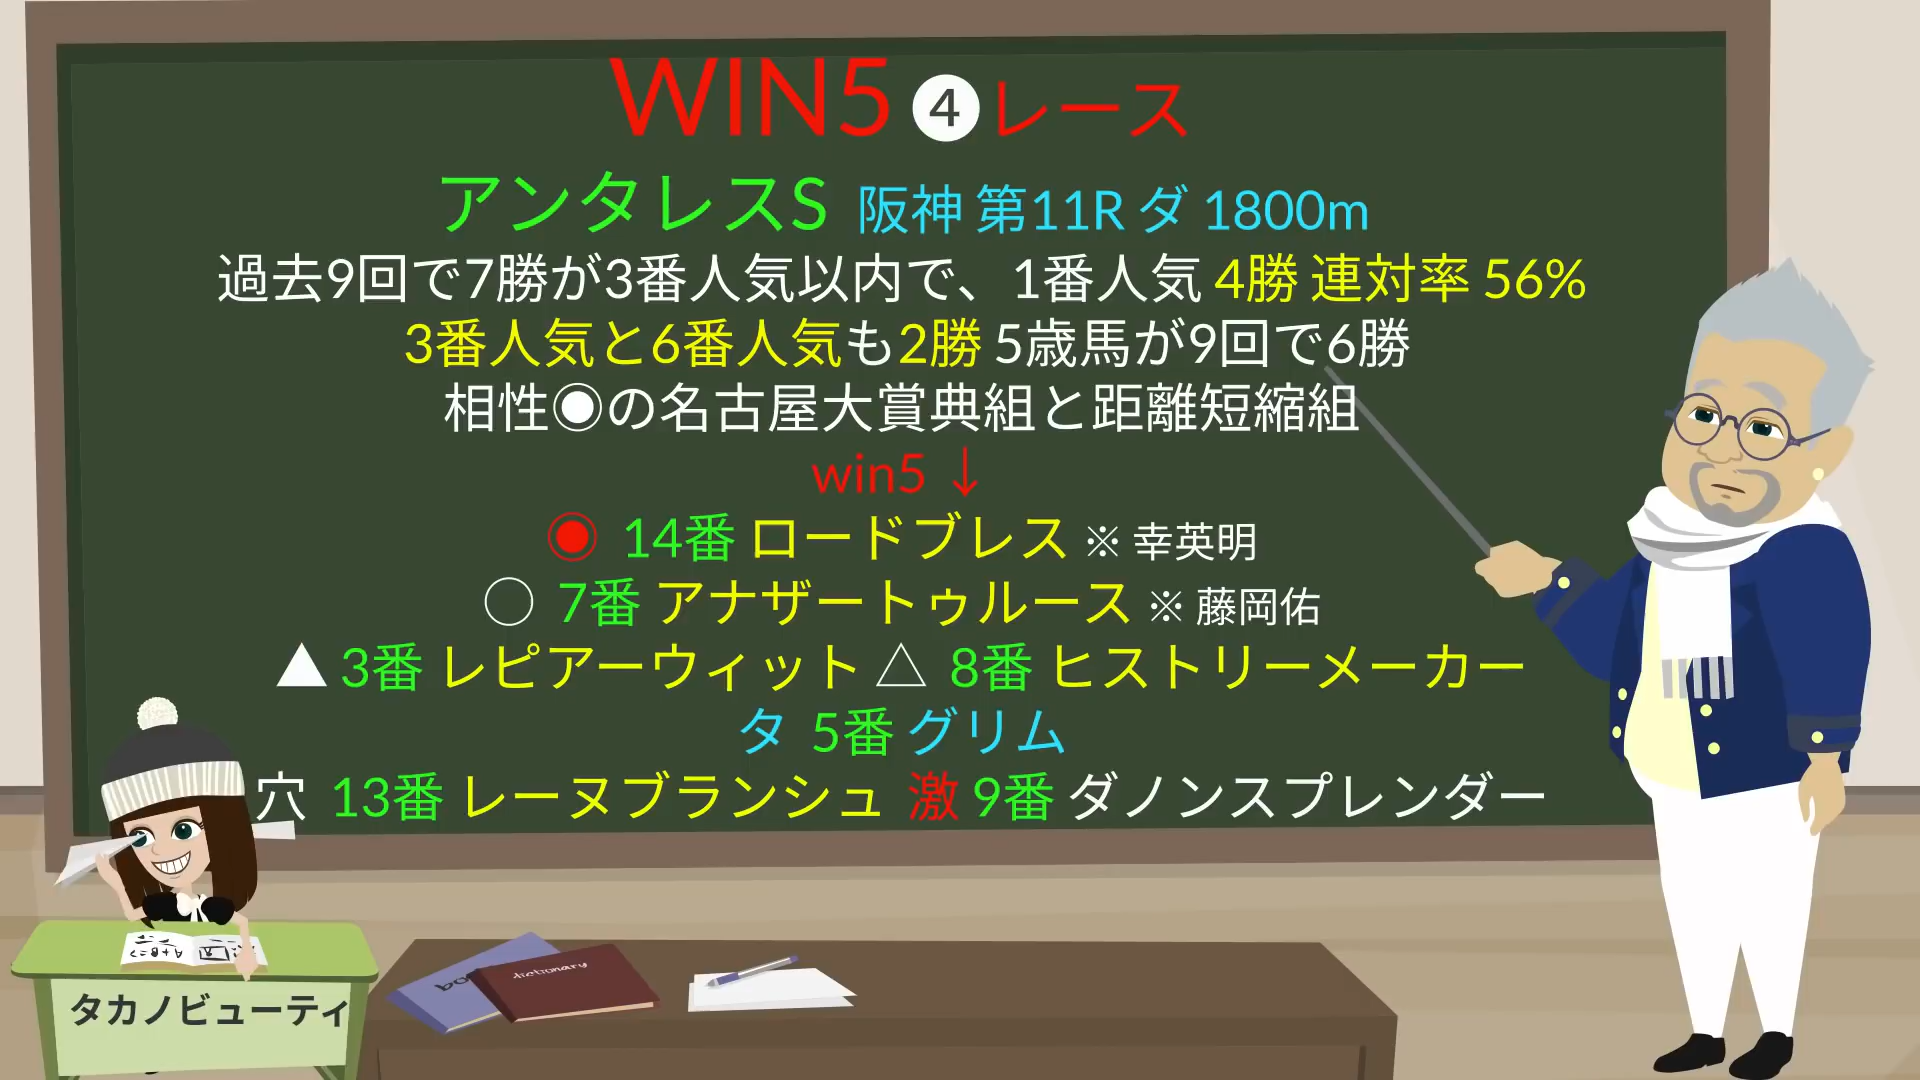 WIN5 ❹レース
アンタレスS 阪神 第11R ダ 1800m
過去9回で7勝が3番人気以内で、1番人気 4勝 連対率 56%
3番人気と6番人気も2勝 5歳馬が9回で6勝
相性◉の名古屋大賞典組と距離短縮組
win5 ↓
◉ 14番 ロードブレス ※ 幸英明
○ 7番 アナザートゥルース ※ 藤岡佑
▲ 3番 レピアーウィット △ 8番 ヒストリーメーカー
タ 5番 グリム
穴 13番 レーヌブランシュ 激 9番 ダノンスプレンダー
dictionary
タカノビューティ